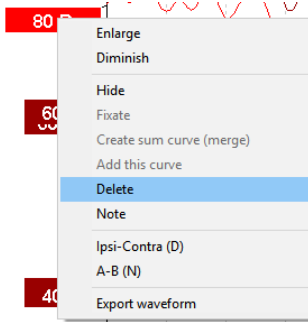 80
Enlarge
Diminish
Hide
60
Fixate
Create sum curve (merge)
Add this curve
Delete
Note
Ipsi-Contra (D)
A-B (N)
40
Export waveform